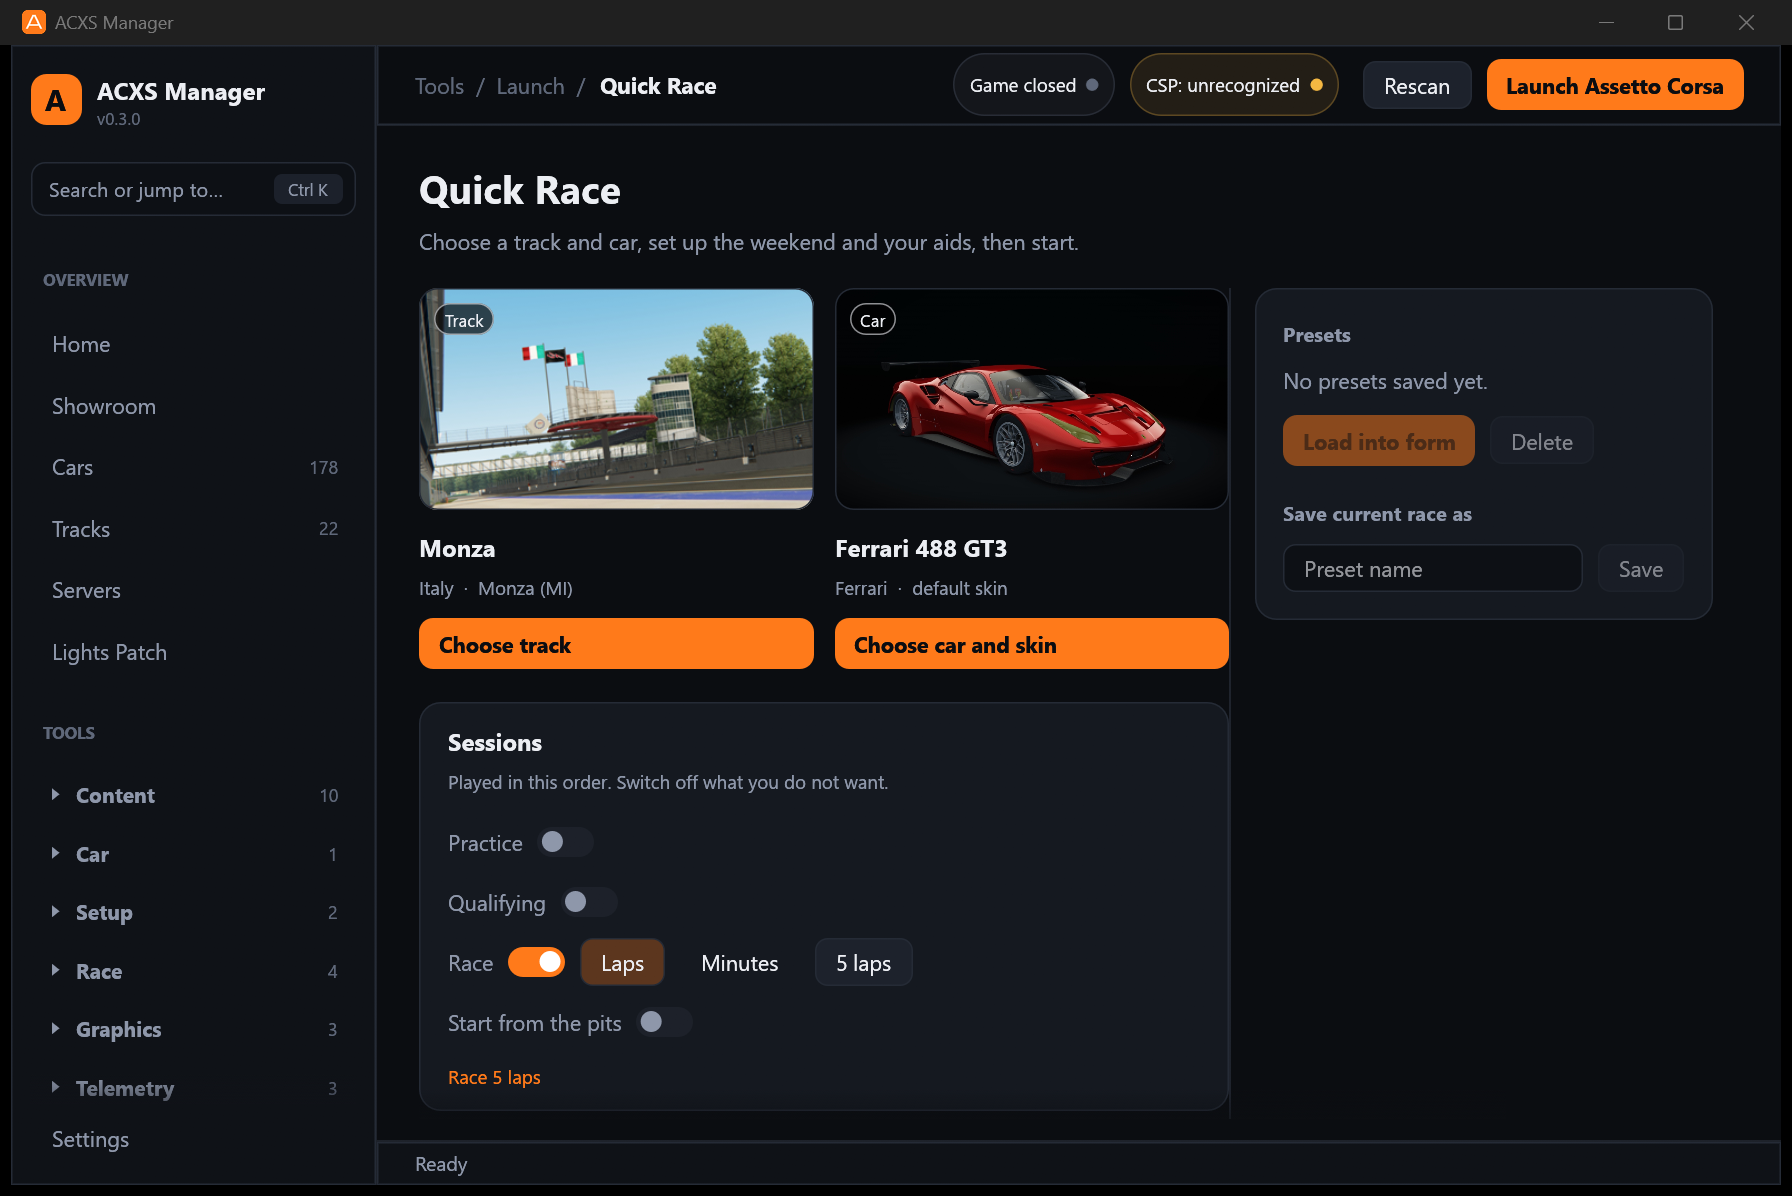 ACXS Manager
A
ACXS Manager
v0.3.0
Search or jump to...
Ctrl K
OVERVIEW
Home
Showroom
Cars 178
Tracks 22
Servers
Lights Patch
TOOLS
Content 10
Car 1
Setup 2
Race 4
Graphics 3
Telemetry 3
Settings
Tools / Launch / Quick Race
Game closed
CSP: unrecognized
Rescan
Launch Assetto Corsa
Quick Race
Choose a track and car, set up the weekend and your aids, then start.
Track
Monza
Italy · Monza (MI)
Choose track
Car
Ferrari 488 GT3
Ferrari · default skin
Choose car and skin
Sessions
Played in this order. Switch off what you do not want.
Practice
Qualifying
Race Laps Minutes 5 laps
Start from the pits
Race 5 laps
Presets
No presets saved yet.
Load into form Delete
Save current race as
Preset name Save
Ready